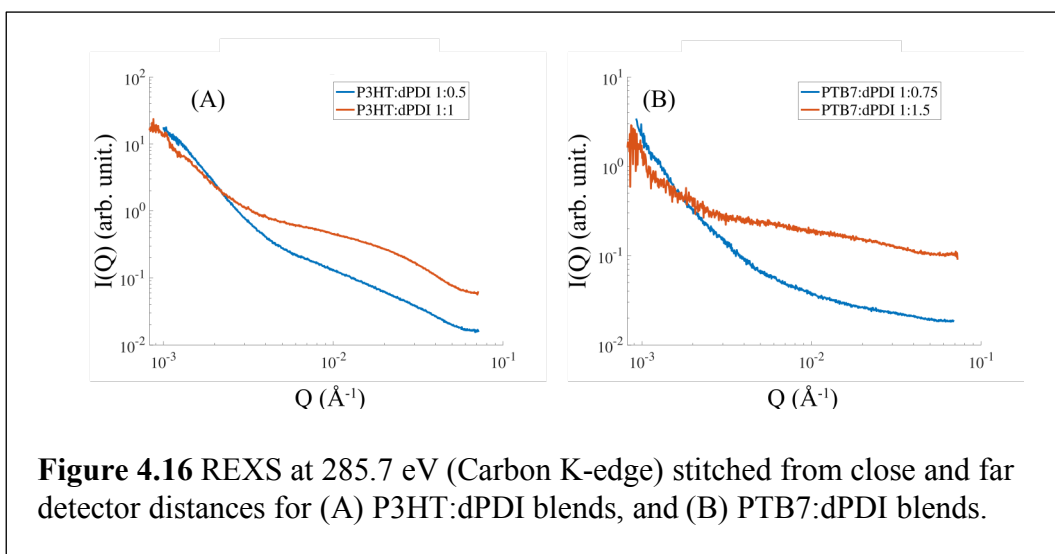 (A)
P3HT:dPDI 1:0.5
P3HT:dPDI 1:1
I(Q) (arb. unit.)
10²
10¹
10⁰
10⁻¹
10⁻²
10⁻³
10⁻²
10⁻¹
Q (Å⁻¹)
(B)
PTB7:dPDI 1:0.75
PTB7:dPDI 1:1.5
I(Q) (arb. unit.)
10¹
10⁰
10⁻¹
10⁻²
10⁻³
10⁻²
10⁻¹
Q (Å⁻¹)
Figure 4.16 REXS at 285.7 eV (Carbon K-edge) stitched from close and far
detector distances for (A) P3HT:dPDI blends, and (B) PTB7:dPDI blends.